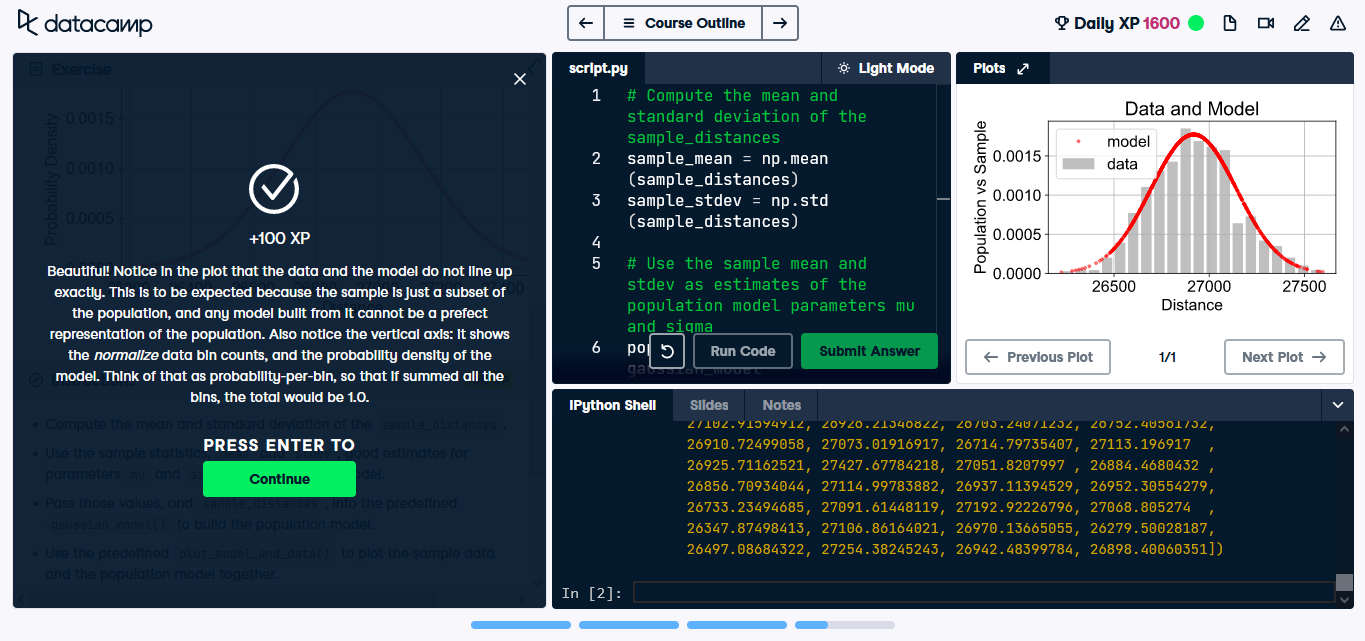 datacamp
Course Outline
Daily XP 1600
Exercise
0.0015
0.0010
0.0005
Probability Density
+100 XP
Beautiful! Notice in the plot that the data and the model do not line up
exactly. This is to be expected because the sample is just a subset of
the population, and any model built from it cannot be a prefect
representation of the population. Also notice the vertical axis: it shows
the normalize data bin counts, and the probability density of the
model. Think of that as probability-per-bin, so that if summed all the
bins, the total would be 1.0.
Compute the mean and standard deviation of the sample_distances.
PRESS ENTER TO
Use the sample statistics good estimates for
parameters mu and
Continue
Pass those values, and sample_distances, into the predefined
gaussian_model() to build the population model.
Use the predefined plot_model_and_data() to plot the sample data
and the population model together.
script.py
Light Mode
1 # Compute the mean and
standard deviation of the
sample_distances
2 sample_mean = np.mean
(sample_distances)
3 sample_stdev = np.std
(sample_distances)
4
5 # Use the sample mean and
stdev as estimates of the
population model parameters mu
and sigma
6 po
Run Code
Submit Answer
gaussian_model
Plots
Data and Model
model
data
0.0015
0.0010
0.0005
0.0000
Population vs Sample
26500 27000 27500
Distance
Previous Plot
1/1
Next Plot
IPython Shell
Slides
Notes
27102.91594912, 26926.21346822, 26703.24071232, 26752.40561732,
26910.72499058, 27073.01916917, 26714.79735407, 27113.196917 ,
26925.71162521, 27427.67784218, 27051.8207997 , 26884.4680432 ,
26856.70934044, 27114.99783882, 26937.11394529, 26952.30554279,
26733.23494685, 27091.61448119, 27192.92226796, 27068.805274 ,
26347.87498413, 27106.86164021, 26970.13665055, 26279.50028187,
26497.08684322, 27254.38245243, 26942.48399784, 26898.40060351])
In [2]: